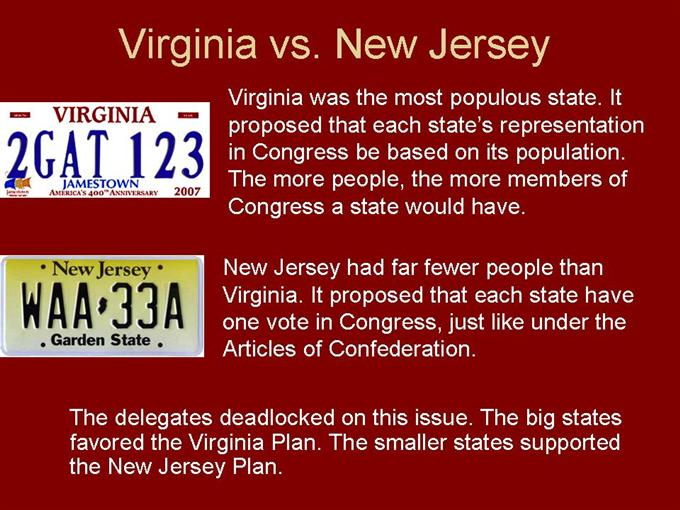 Virginia vs. New Jersey
Virginia was the most populous state. It
proposed that each state’s representation
in Congress be based on its population.
The more people, the more members of
Congress a state would have.
VIRGINIA
2GAT 123
JAMESTOWN
AMERICA'S 400TH ANNIVERSARY 2007
New Jersey had far fewer people than
Virginia. It proposed that each state have
one vote in Congress, just like under the
Articles of Confederation.
New Jersey
WAA 33A
Garden State
The delegates deadlocked on this issue. The big states
favored the Virginia Plan. The smaller states supported
the New Jersey Plan.